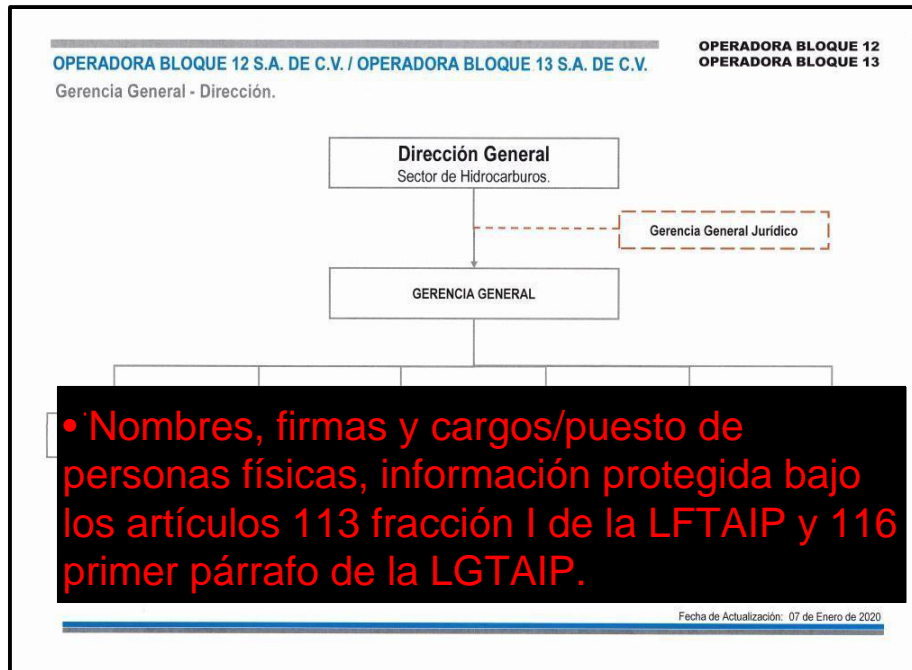 OPERADORA BLOQUE 12
OPERADORA BLOQUE 13
OPERADORA BLOQUE 12 S.A. DE C.V. / OPERADORA BLOQUE 13 S.A. DE C.V.
Gerencia General - Dirección.
Dirección General
Sector de Hidrocarburos.
Gerencia General Jurídico
GERENCIA GENERAL
• Nombres, firmas y cargos/puesto de
personas físicas, información protegida bajo
los artículos 113 fracción I de la LFTAIP y 116
primer párrafo de la LGTAIP.
Fecha de Actualización: 07 de Enero de 2020